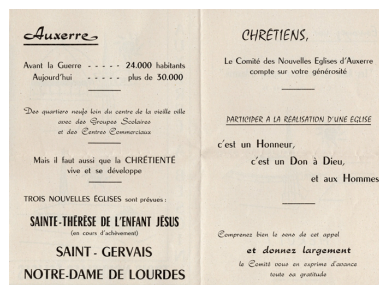 Auxerre
Avant la Guerre - - - - - 24.000 habitants
Aujourd'hui - - - - - plus de 30.000
Des quartiers neufs loin du centre de la vieille ville
avec des Groupes Scolaires
et des Centres Commerciaux
Mais il faut aussi que la CHRÉTIENTÉ
vive et se développe
TROIS NOUVELLES ÉGLISES sont prévues :
SAINTE-THÉRÈSE DE L'ENFANT JÉSUS
(en cours d'achèvement)
SAINT - GERVAIS
NOTRE-DAME DE LOURDES
CHRÉTIENS,
Le Comité des Nouvelles Eglises d'Auxerre
compte sur votre générosité
PARTICIPER A LA RÉALISATION D'UNE ÉGLISE
c'est un Honneur,
c'est un Don à Dieu,
et aux Hommes
Comprenez bien le sens de cet appel
et donnez largement
le Comité vous en exprime d'avance
toute sa gratitude